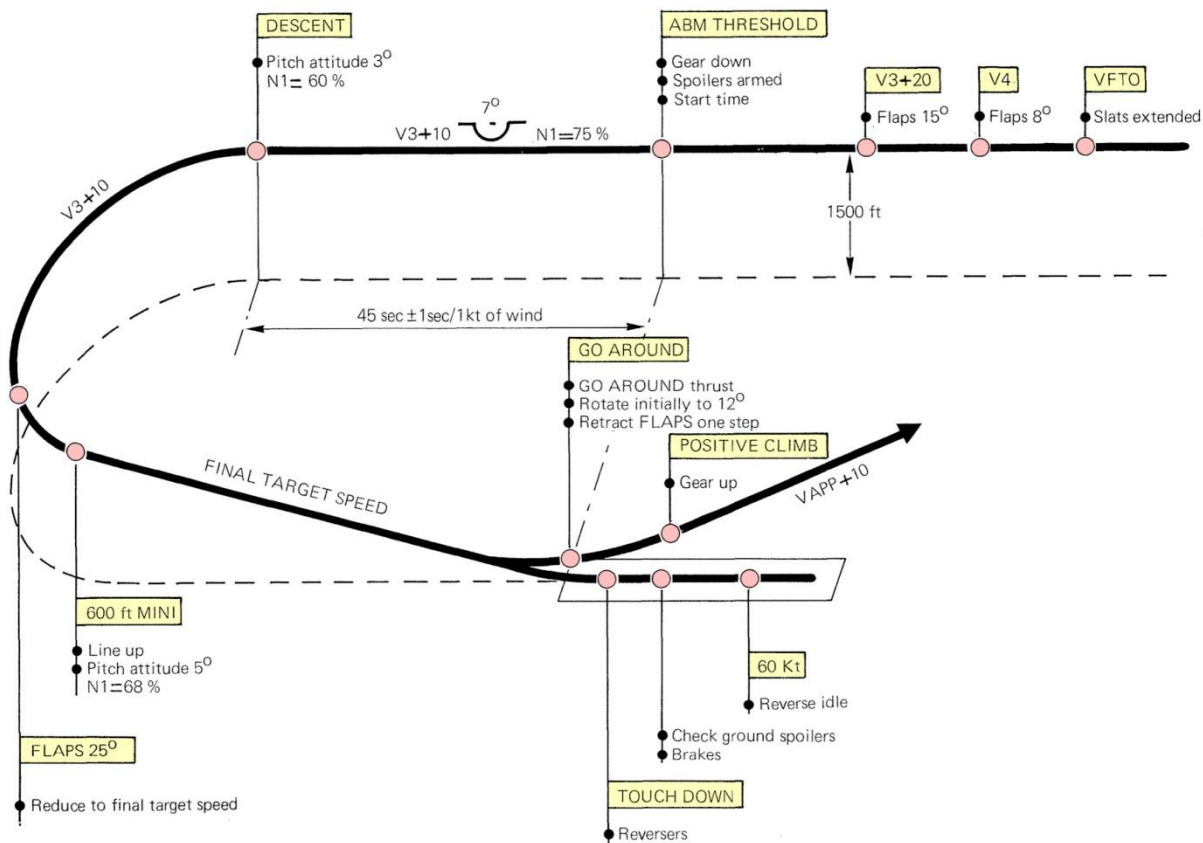 DESCENT
Pitch attitude 3°
N1= 60 %
ABM THRESHOLD
Gear down
Spoilers armed
Start time
V3+20
Flaps 15°
V4
Flaps 8°
VFTO
Slats extended
7°
V3+10
N1=75 %
V3+10
1500 ft
45 sec ±1sec/1kt of wind
GO AROUND
GO AROUND thrust
Rotate initially to 12°
Retract FLAPS one step
POSITIVE CLIMB
Gear up
VAPP+10
FINAL TARGET SPEED
600 ft MINI
Line up
Pitch attitude 5°
N1=68 %
60 Kt
Reverse idle
Check ground spoilers
Brakes
FLAPS 25°
Reduce to final target speed
TOUCH DOWN
Reversers